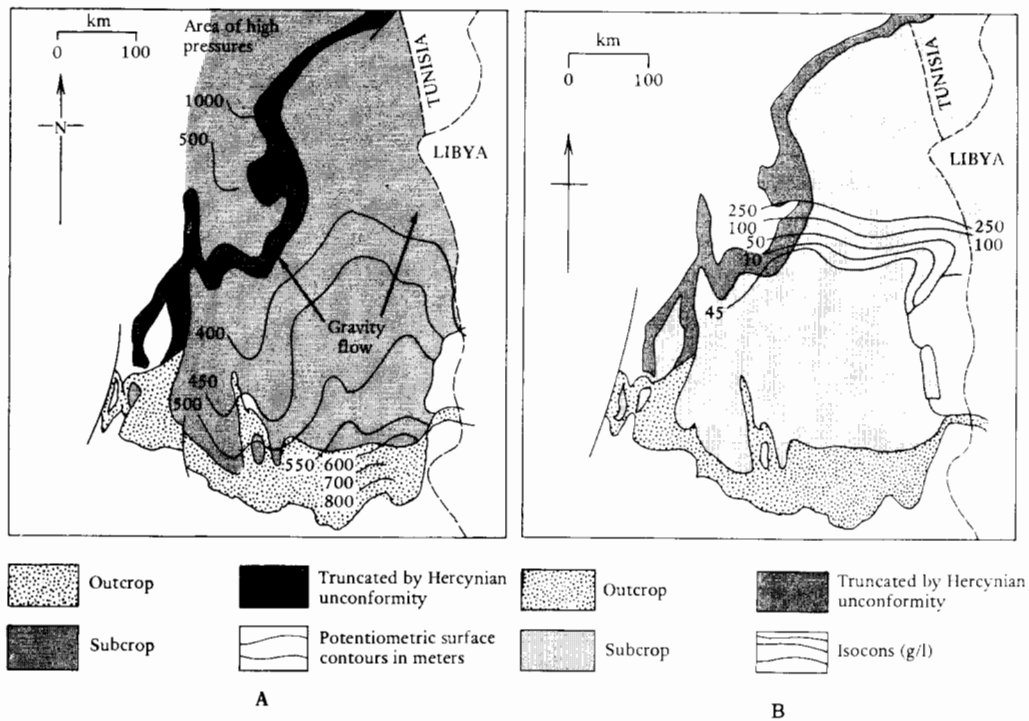 km
0 100
N
Area of high
pressures
1000
500
TUNISIA
LIBYA
400
Gravity
flow
450
500
550 600
700
800
Outcrop
Truncated by Hercynian
unconformity
Subcrop
Potentiometric surface
contours in meters
A
km
0 100
TUNISIA
LIBYA
250
100
50
10
45
250
100
Outcrop
Truncated by Hercynian
unconformity
Subcrop
Isocons (g/l)
B